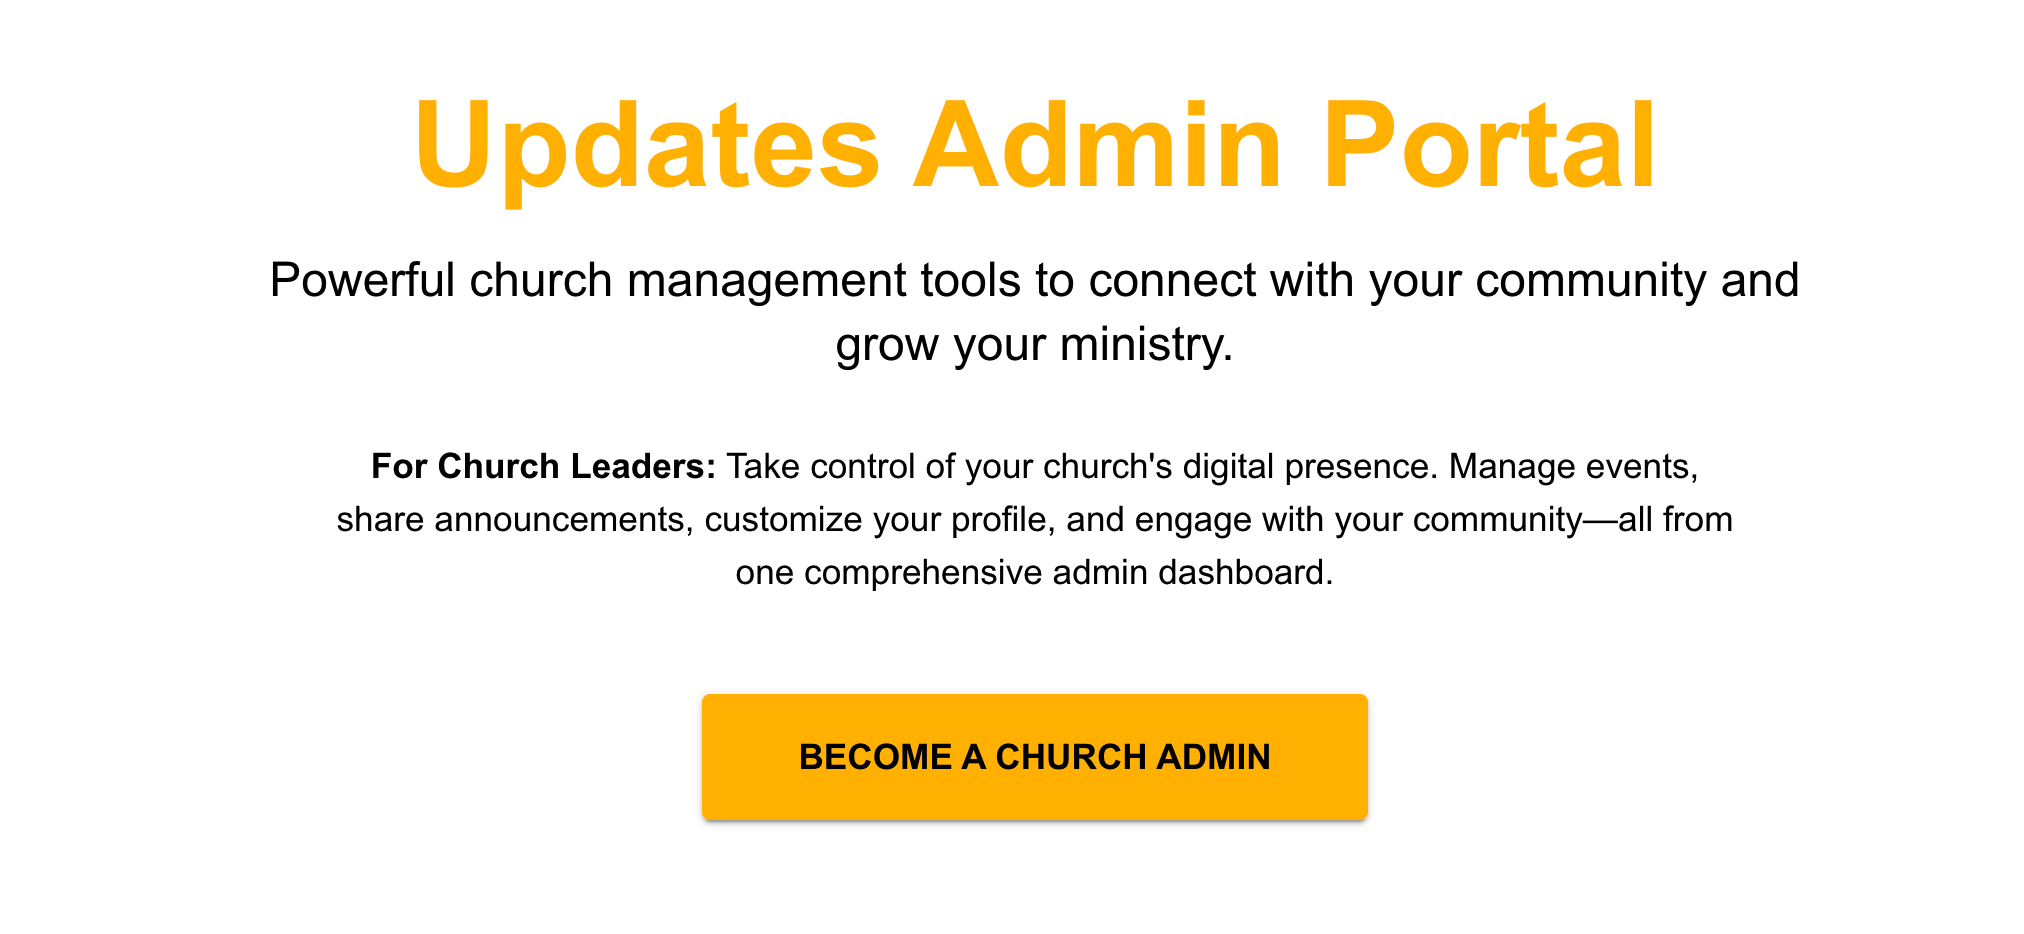 Updates Admin Portal
Powerful church management tools to connect with your community and
grow your ministry.
For Church Leaders: Take control of your church's digital presence. Manage events,
share announcements, customize your profile, and engage with your community—all from
one comprehensive admin dashboard.
BECOME A CHURCH ADMIN